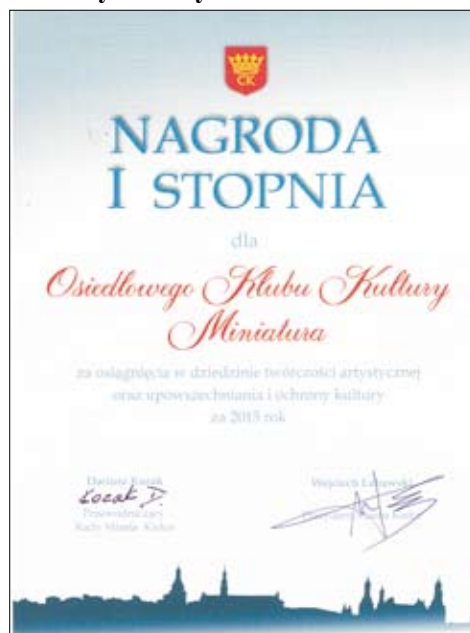 CK
NAGRODA
I STOPNIA
dla
Osiedlowego Klubu Kultury
Miniatura
za osiągnięcia w dziedzinie twórczości artystycznej
oraz upowszechniania i ochrony kultury
za rok
Dariusz Kozak
Kozak D.
Przewodniczący
Rady Miasta Kielce
Wojciech Lubawski